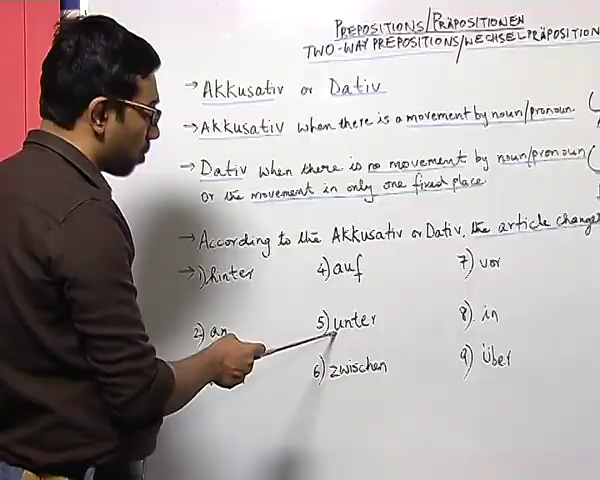 PREPOSITIONS/PRÄPOSITIONEN
TWO-WAY PREPOSITIONS/WECHSEL-PRÄPOSITION
→ Akkusativ or Dativ
→ Akkusativ when there is a movement by noun/pronoun. (
→ Dativ when there is no movement by noun/pronoun (
or the movement in only one fixed place
→ According to the Akkusativ or Dativ, the article change
→ 1) hinter 4) auf 7) vor
2) an 5) unter 8) in
6) zwischen 9) über